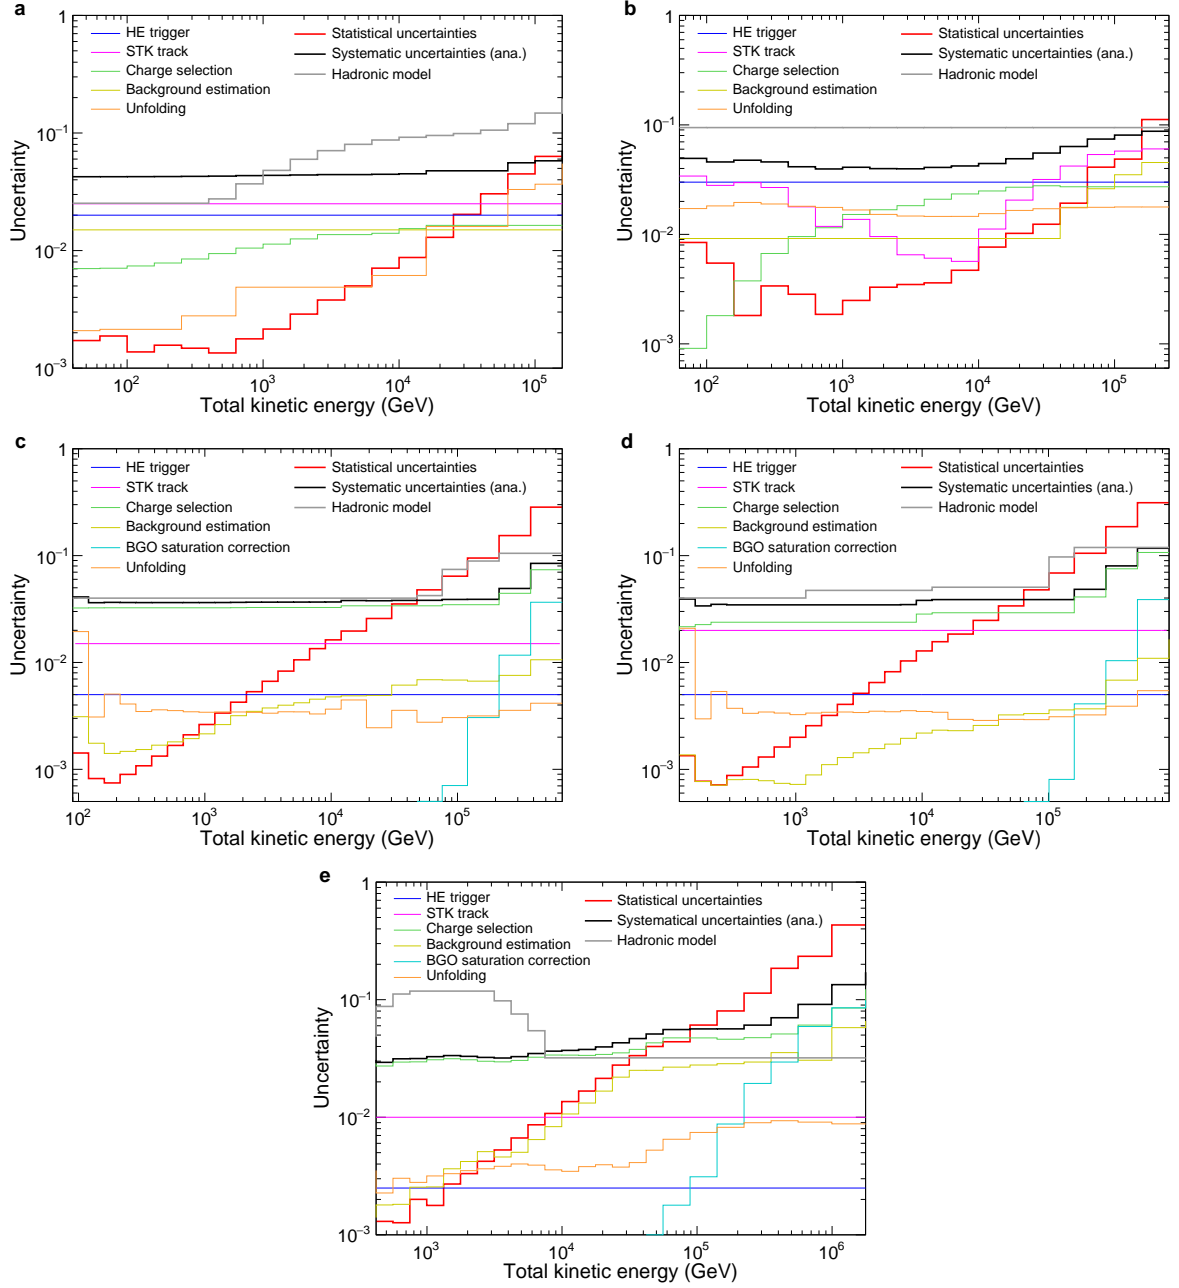 a
1
10⁻¹
10⁻²
10⁻³
Uncertainty
HE trigger
STK track
Charge selection
Background estimation
Unfolding
Statistical uncertainties
Systematic uncertainties (ana.)
Hadronic model
10² 10³ 10⁴ 10⁵
Total kinetic energy (GeV)
b
1
10⁻¹
10⁻²
10⁻³
Uncertainty
HE trigger
STK track
Charge selection
Background estimation
Unfolding
Statistical uncertainties
Systematic uncertainties (ana.)
Hadronic model
10² 10³ 10⁴ 10⁵
Total kinetic energy (GeV)
c
1
10⁻¹
10⁻²
10⁻³
Uncertainty
HE trigger
STK track
Charge selection
Background estimation
BGO saturation correction
Unfolding
Statistical uncertainties
Systematic uncertainties (ana.)
Hadronic model
10² 10³ 10⁴ 10⁵
Total kinetic energy (GeV)
d
1
10⁻¹
10⁻²
10⁻³
Uncertainty
HE trigger
STK track
Charge selection
Background estimation
BGO saturation correction
Unfolding
Statistical uncertainties
Systematic uncertainties (ana.)
Hadronic model
10³ 10⁴ 10⁵
Total kinetic energy (GeV)
e
1
10⁻¹
10⁻²
10⁻³
Uncertainty
HE trigger
STK track
Charge selection
Background estimation
BGO saturation correction
Unfolding
Statistical uncertainties
Systematical uncertainties (ana.)
Hadronic model
10³ 10⁴ 10⁵ 10⁶
Total kinetic energy (GeV)